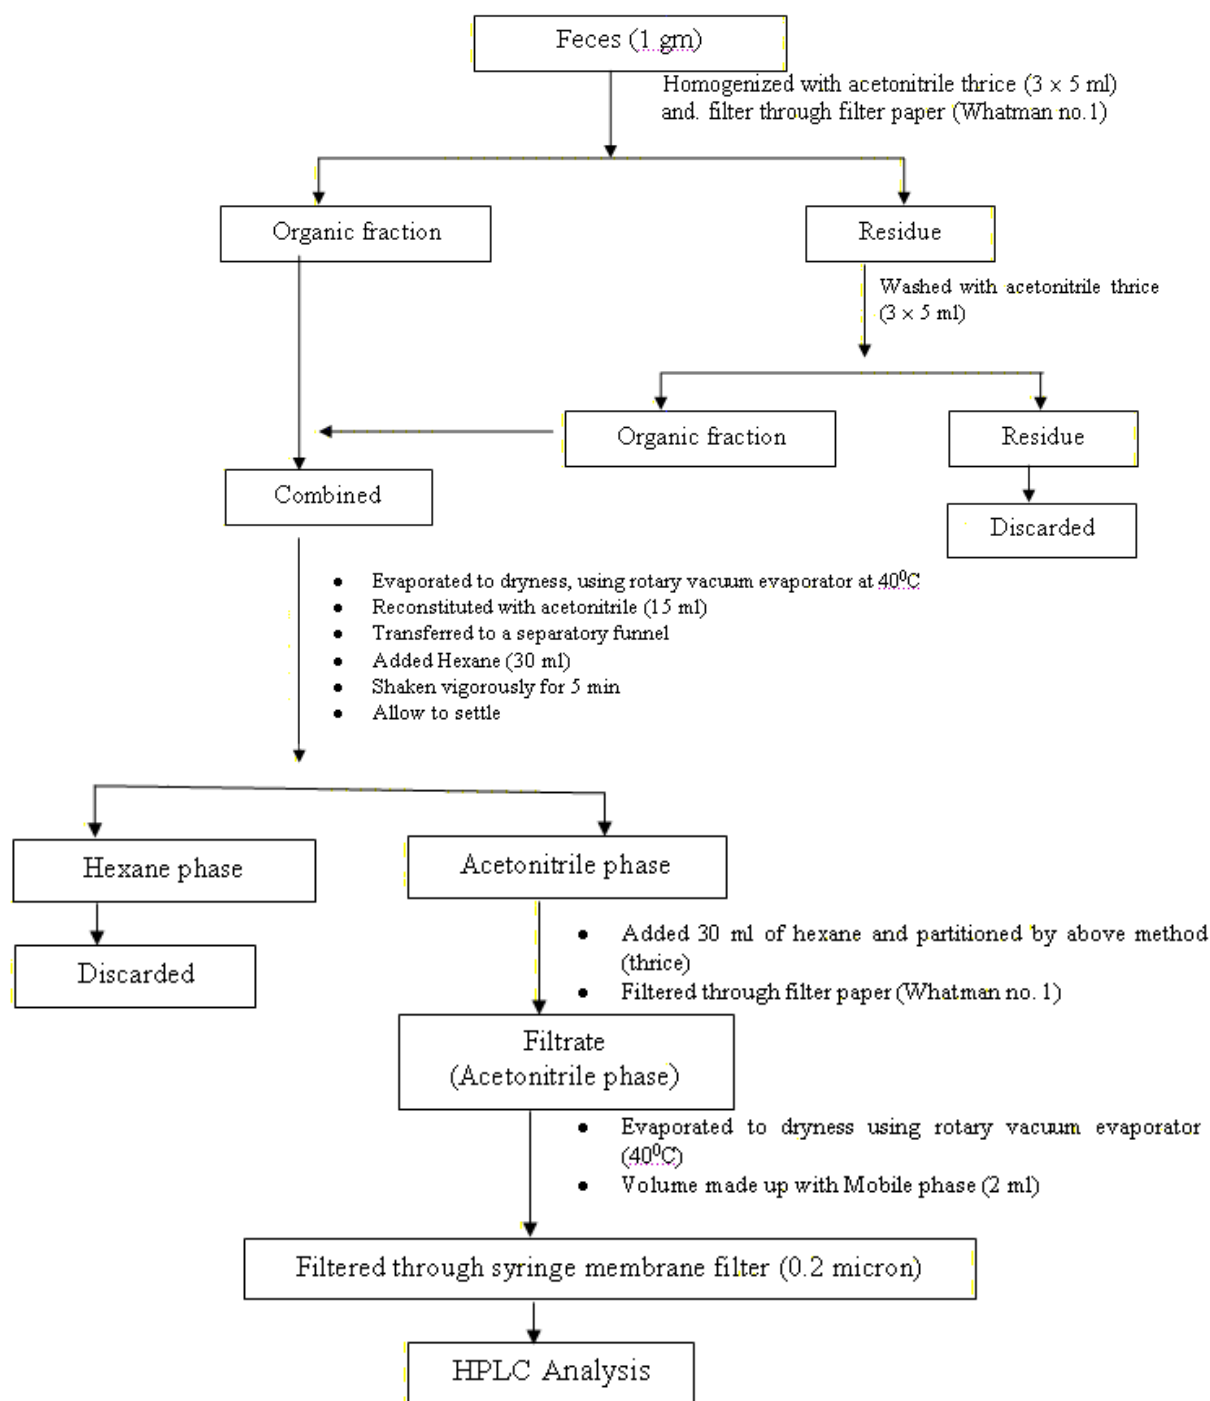 Feces (1 gm)
Homogenized with acetonitrile thrice (3 × 5 ml)
and. filter through filter paper (Whatman no.1)
Organic fraction
Residue
Washed with acetonitrile thrice
(3 × 5 ml)
Organic fraction
Residue
Combined
Discarded
• Evaporated to dryness, using rotary vacuum evaporator at 40⁰C
• Reconstituted with acetonitrile (15 ml)
• Transferred to a separatory funnel
• Added Hexane (30 ml)
• Shaken vigorously for 5 min
• Allow to settle
Hexane phase
Acetonitrile phase
Discarded
• Added 30 ml of hexane and partitioned by above method
(thrice)
• Filtered through filter paper (Whatman no. 1)
Filtrate
(Acetonitrile phase)
• Evaporated to dryness using rotary vacuum evaporator
(40⁰C)
• Volume made up with Mobile phase (2 ml)
Filtered through syringe membrane filter (0.2 micron)
HPLC Analysis